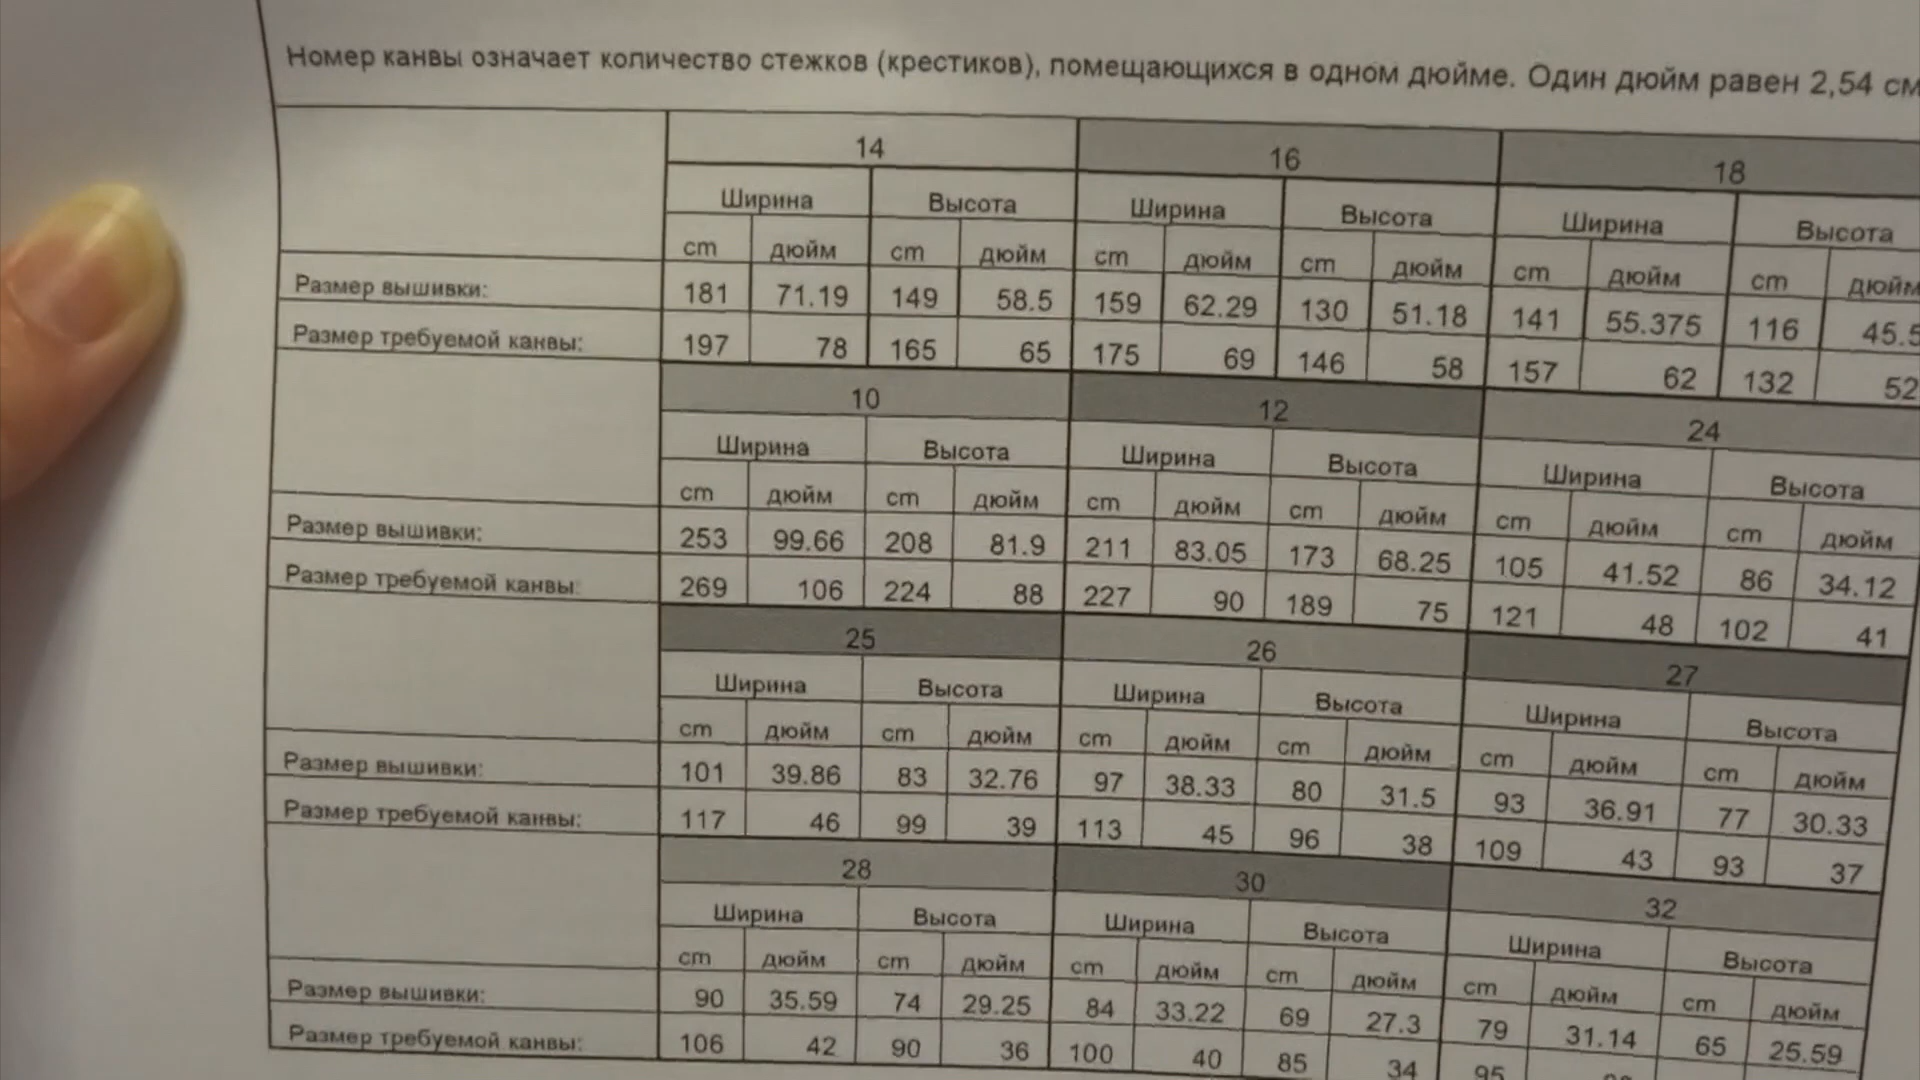 Номер канвы означает количество стежков (крестиков), помещающихся в одном дюйме. Один дюйм равен 2,54 см
14 16 18
Ширина Высота Ширина Высота Ширина Высота
cm дюйм cm дюйм cm дюйм cm дюйм cm дюйм cm дюйм
Размер вышивки: 181 71.19 149 58.5 159 62.29 130 51.18 141 55.375 116 45.5
Размер требуемой канвы: 197 78 165 65 175 69 146 58 157 62 132 52
10 12 24
Ширина Высота Ширина Высота Ширина Высота
cm дюйм cm дюйм cm дюйм cm дюйм cm дюйм cm дюйм
Размер вышивки: 253 99.66 208 81.9 211 83.05 173 68.25 105 41.52 86 34.12
Размер требуемой канвы: 269 106 224 88 227 90 189 75 121 48 102 41
25 26 27
Ширина Высота Ширина Высота Ширина Высота
cm дюйм cm дюйм cm дюйм cm дюйм cm дюйм cm дюйм
Размер вышивки: 101 39.86 83 32.76 97 38.33 80 31.5 93 36.91 77 30.33
Размер требуемой канвы: 117 46 99 39 113 45 96 38 109 43 93 37
28 30 32
Ширина Высота Ширина Высота Ширина Высота
cm дюйм cm дюйм cm дюйм cm дюйм cm дюйм cm дюйм
Размер вышивки: 90 35.59 74 29.25 84 33.22 69 27.3 79 31.14 65 25.59
Размер требуемой канвы: 106 42 90 36 100 40 85 34 95